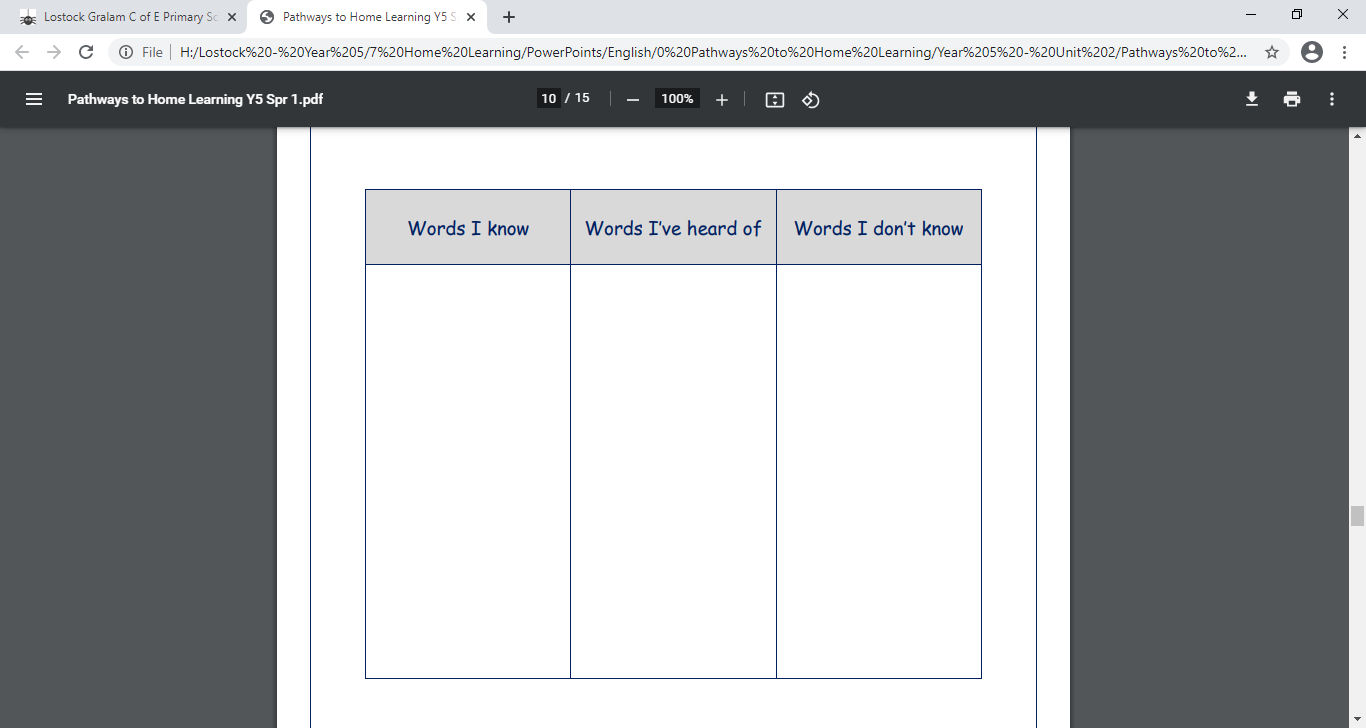 Lostock Gralam C of E Primary Sc
Pathways to Home Learning Y5 S
File
H:/Lostock%20-%20Year%205/7%20Home%20Learning/PowerPoints/English/0%20Pathways%20to%20Home%20Learning/Year%205%20-%20Unit%202/Pathways%20to%2...
Pathways to Home Learning Y5 Spr 1.pdf
10 / 15
100%
Words I know
Words I've heard of
Words I don't know